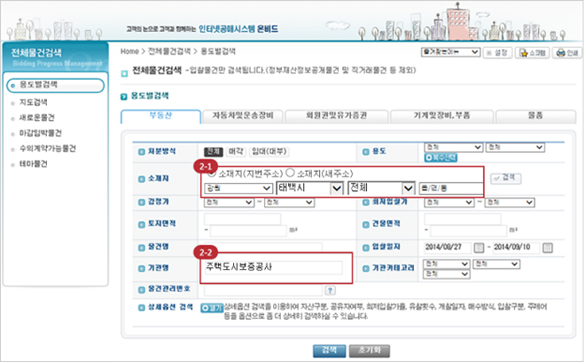 고객의 눈으로 고객과 함께하는 인터넷공매시스템 온비드
전체물건검색
Bidding Progress Management
용도별검색
지도검색
새로운물건
마감임박물건
수의계약가능물건
테마물건
Home > 전체물건검색 > 용도별검색
즐겨찾는메뉴 설정 스크랩 인쇄
전체물건검색 - 입찰물건만 검색됩니다.(정부재산정보공개물건 및 직거래물건 등 제외)
용도별검색
부동산 자동차및운송장비 회원권및유가증권 기계및장비, 부품 물품
처분방식 전체 매각 임대(대부) 용도 전체 전체
복수선택
2-1
소재지 소재지(지번주소) 소재지(새주소)
강원 태백시 전체 읍/면/동 검색
감정가 전체 ~ 전체 최저입찰가 전체 ~ 전체
토지면적 ~ m² 건물면적 ~ m²
물건명 입찰일자 2014/08/27 ~ 2014/09/10
2-2
기관명 주택도시보증공사 기관카테고리 전체 전체
전체
물건관리번호 ?
상세옵션 검색 열기 상세옵션 검색을 이용하여 자산구분, 공유자여부, 최저입찰가율, 유찰횟수, 개찰일자, 매수방식, 입찰구분, 주제어
등을 옵션으로 좀 더 상세히 검색하실 수 있습니다.
검색 초기화